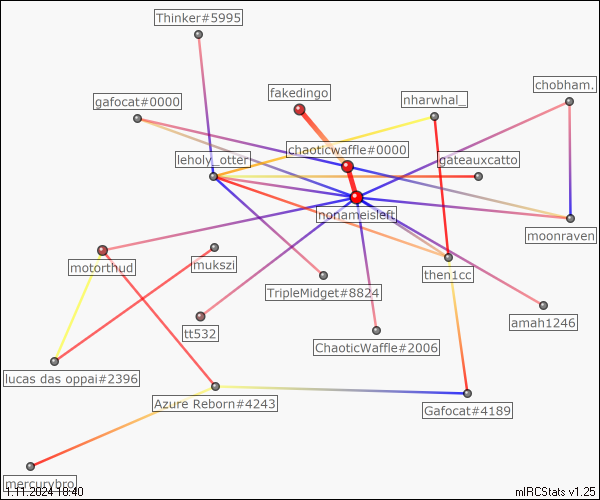 Thinker#5995
fakedingo
chobham.
gafocat#0000
nharwhal_
chaoticwaffle#0000
leholy_otter
gateauxcatto
nonameisleft
moonraven
motorthud
mukszi
then1cc
TripleMidget#8824
amah1246
tt532
ChaoticWaffle#2006
lucas das oppai#2396
Azure Reborn#4243
Gafocat#4189
mercurybro
1.11.2024 18:40
mIRCStats v1.25